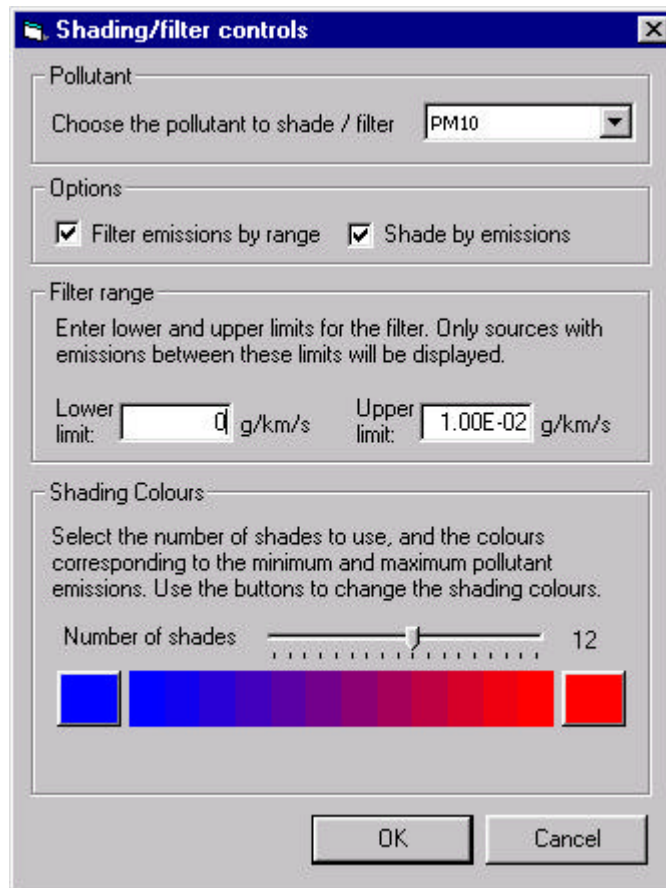 Shading/filter controls
Pollutant
Choose the pollutant to shade / filter PM10
Options
Filter emissions by range Shade by emissions
Filter range
Enter lower and upper limits for the filter. Only sources with
emissions between these limits will be displayed.
Lower limit: 0 g/km/s Upper limit: 1.00E-02 g/km/s
Shading Colours
Select the number of shades to use, and the colours
corresponding to the minimum and maximum pollutant
emissions. Use the buttons to change the shading colours.
Number of shades 12
OK Cancel